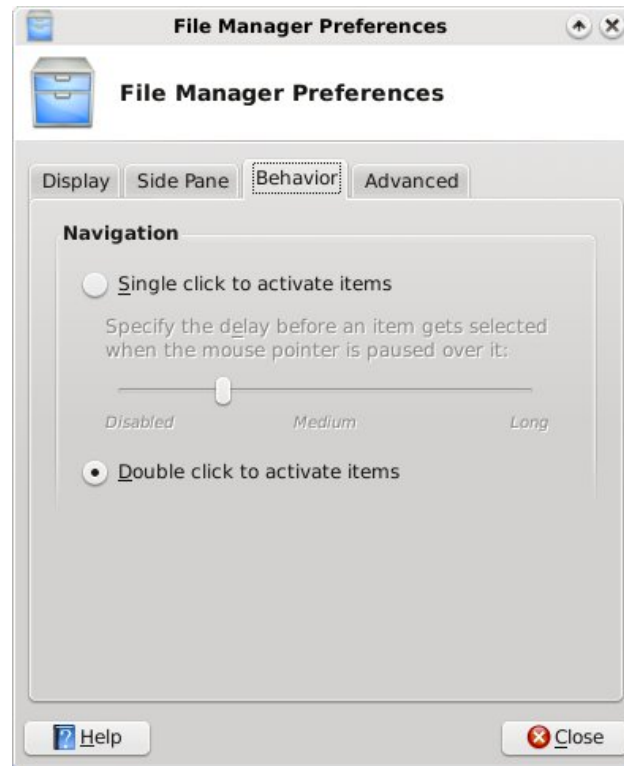 File Manager Preferences
File Manager Preferences
Display Side Pane Behavior Advanced
Navigation
Single click to activate items
Specify the delay before an item gets selected
when the mouse pointer is paused over it:
Disabled Medium Long
Double click to activate items
Help Close